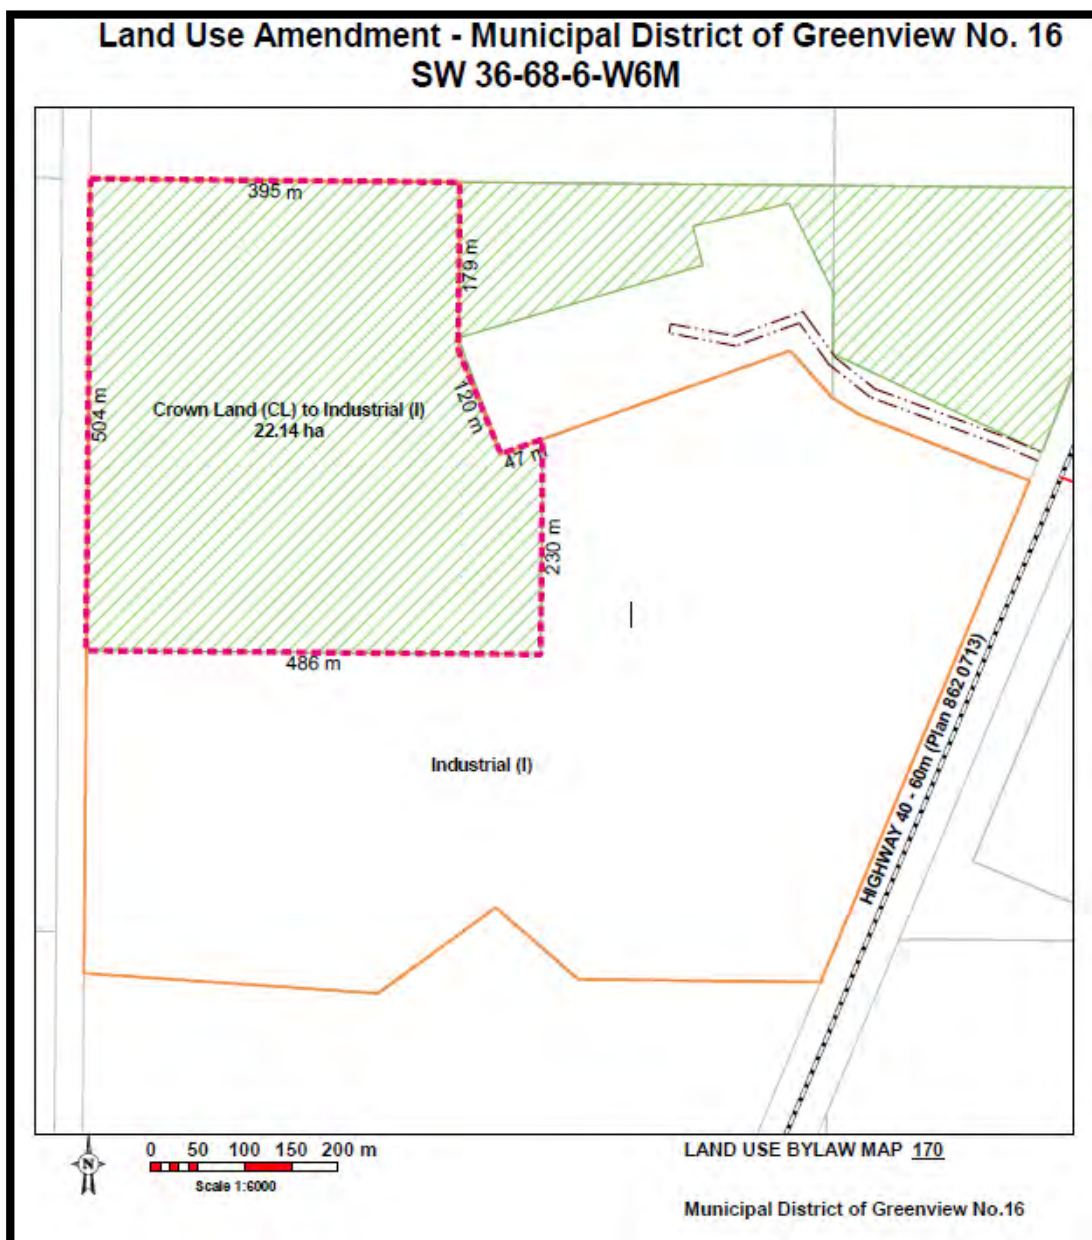 Land Use Amendment - Municipal District of Greenview No. 16
SW 36-68-6-W6M
395 m
179 m
504 m
120 m
Crown Land (CL) to Industrial (I)
22.14 ha
47 m
230 m
486 m
Industrial (I)
HIGHWAY 40 - 60m (Plan 862 0713)
N
0 50 100 150 200 m
Scale 1:6000
LAND USE BYLAW MAP 170
Municipal District of Greenview No.16